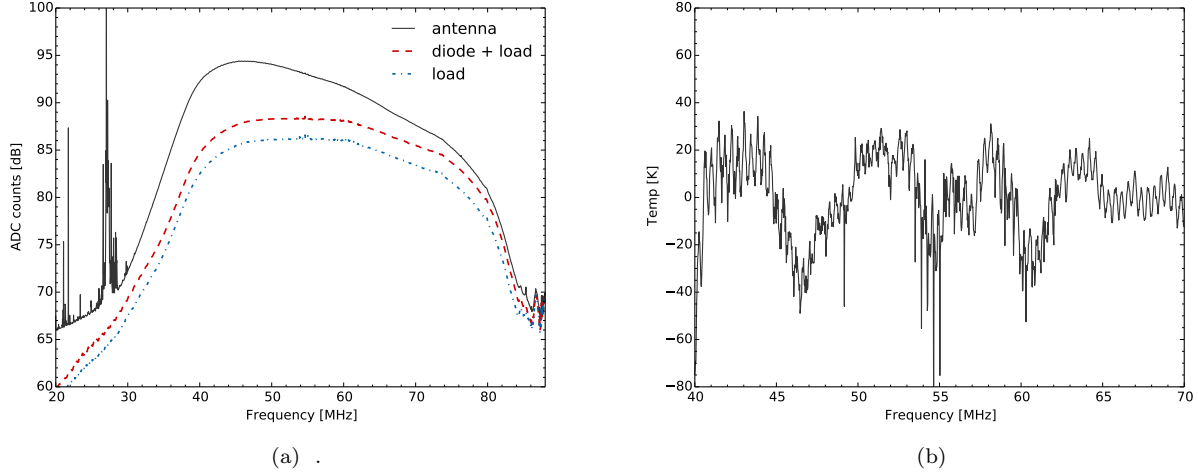 100
95
90
85
80
75
70
65
60
ADC counts [dB]
antenna
diode + load
load
20 30 40 50 60 70 80
Frequency [MHz]
(a) .
80
60
40
20
0
−20
−40
−60
−80
Temp [K]
40 45 50 55 60 65 70
Frequency [MHz]
(b)